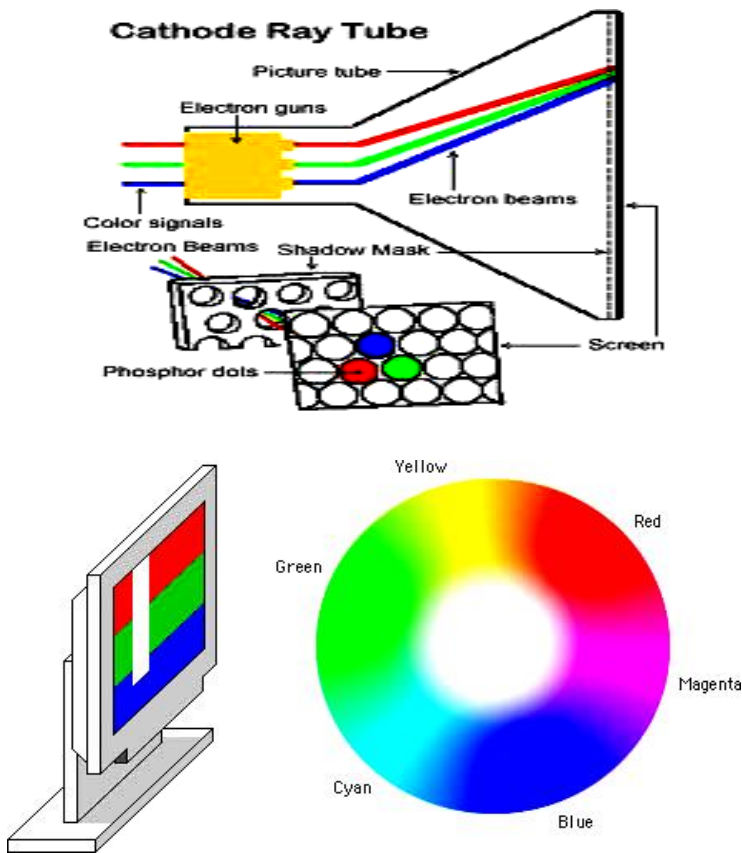 Cathode Ray Tube
Picture tube
Electron guns
Electron beams
Color signals
Electron Beams
Shadow Mask
Screen
Phosphor dots
Yellow
Red
Green
Magenta
Cyan
Blue